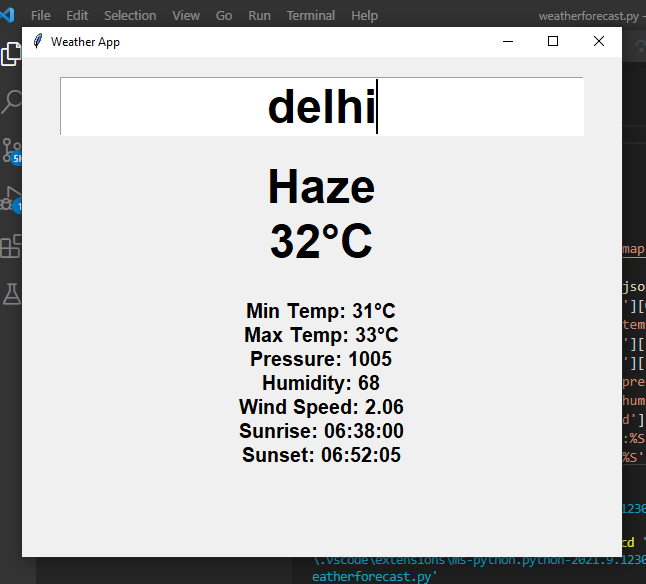 File Edit Selection View Go Run Terminal Help weatherforecast.py -
Weather App
delhi
Haze
32°C
Min Temp: 31°C
Max Temp: 33°C
Pressure: 1005
Humidity: 68
Wind Speed: 2.06
Sunrise: 06:38:00
Sunset: 06:52:05
map
json
'][
tem
'][
'][
pre
hum
d']
:%S
%S'
1230
cd '
\.vscode\extensions\ms-python.python-2021.9.1230
eatherforecast.py'